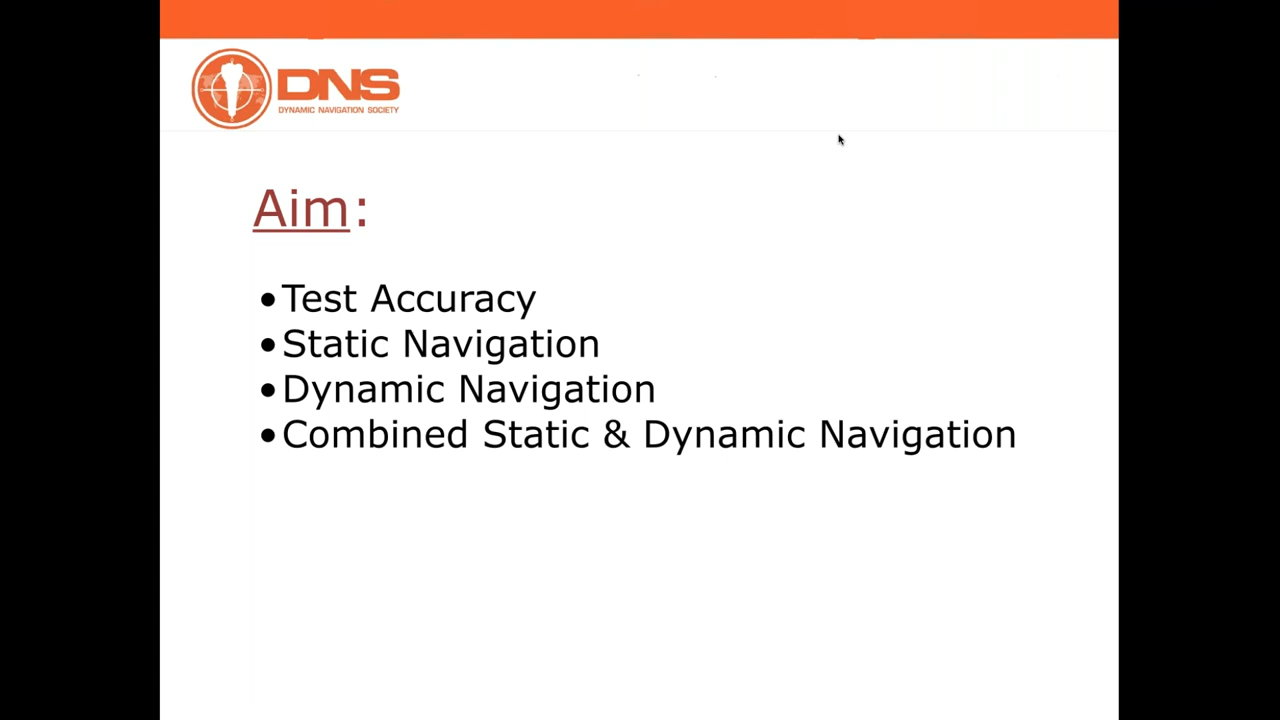 DNS
DYNAMIC NAVIGATION SOCIETY
Aim:
•Test Accuracy
•Static Navigation
•Dynamic Navigation
•Combined Static & Dynamic Navigation